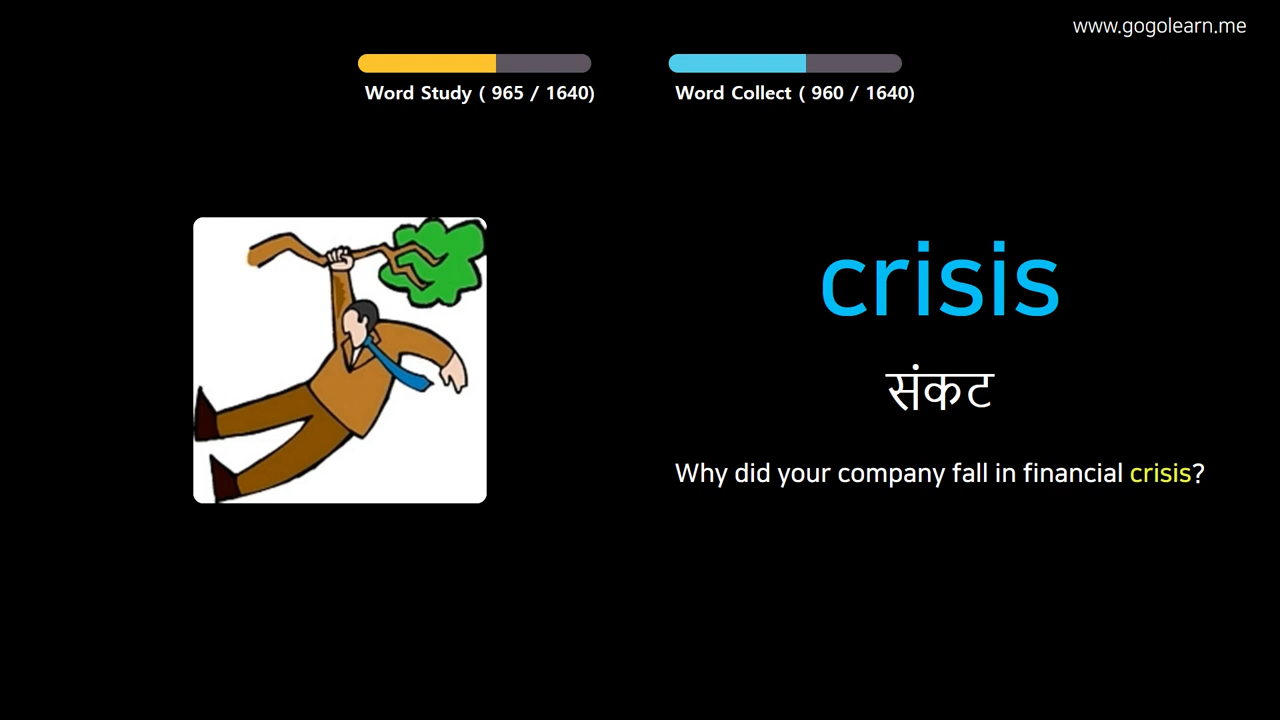 www.gogolearn.me
Word Study ( 965 / 1640)
Word Collect ( 960 / 1640)
crisis
संकट
Why did your company fall in financial crisis?